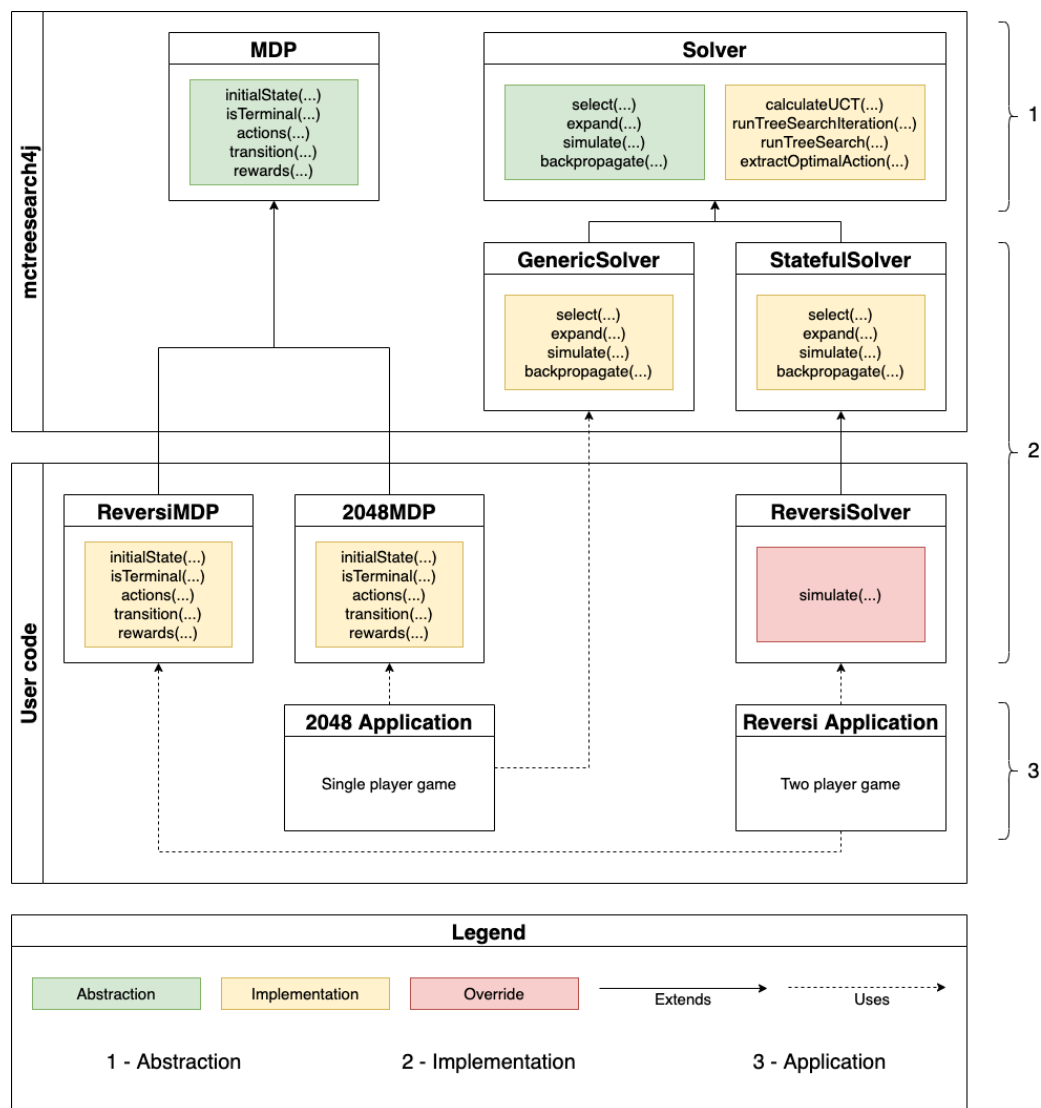 mctreesearch4j
MDP
initialState(...)
isTerminal(...)
actions(...)
transition(...)
rewards(...)
Solver
select(...)
expand(...)
simulate(...)
backpropagate(...)
calculateUCT(...)
runTreeSearchIteration(...)
runTreeSearch(...)
extractOptimalAction(...)
1
GenericSolver
select(...)
expand(...)
simulate(...)
backpropagate(...)
StatefulSolver
select(...)
expand(...)
simulate(...)
backpropagate(...)
2
User code
ReversiMDP
initialState(...)
isTerminal(...)
actions(...)
transition(...)
rewards(...)
2048MDP
initialState(...)
isTerminal(...)
actions(...)
transition(...)
rewards(...)
ReversiSolver
simulate(...)
2048 Application
Single player game
Reversi Application
Two player game
3
Legend
Abstraction
Implementation
Override
Extends
Uses
1 - Abstraction
2 - Implementation
3 - Application